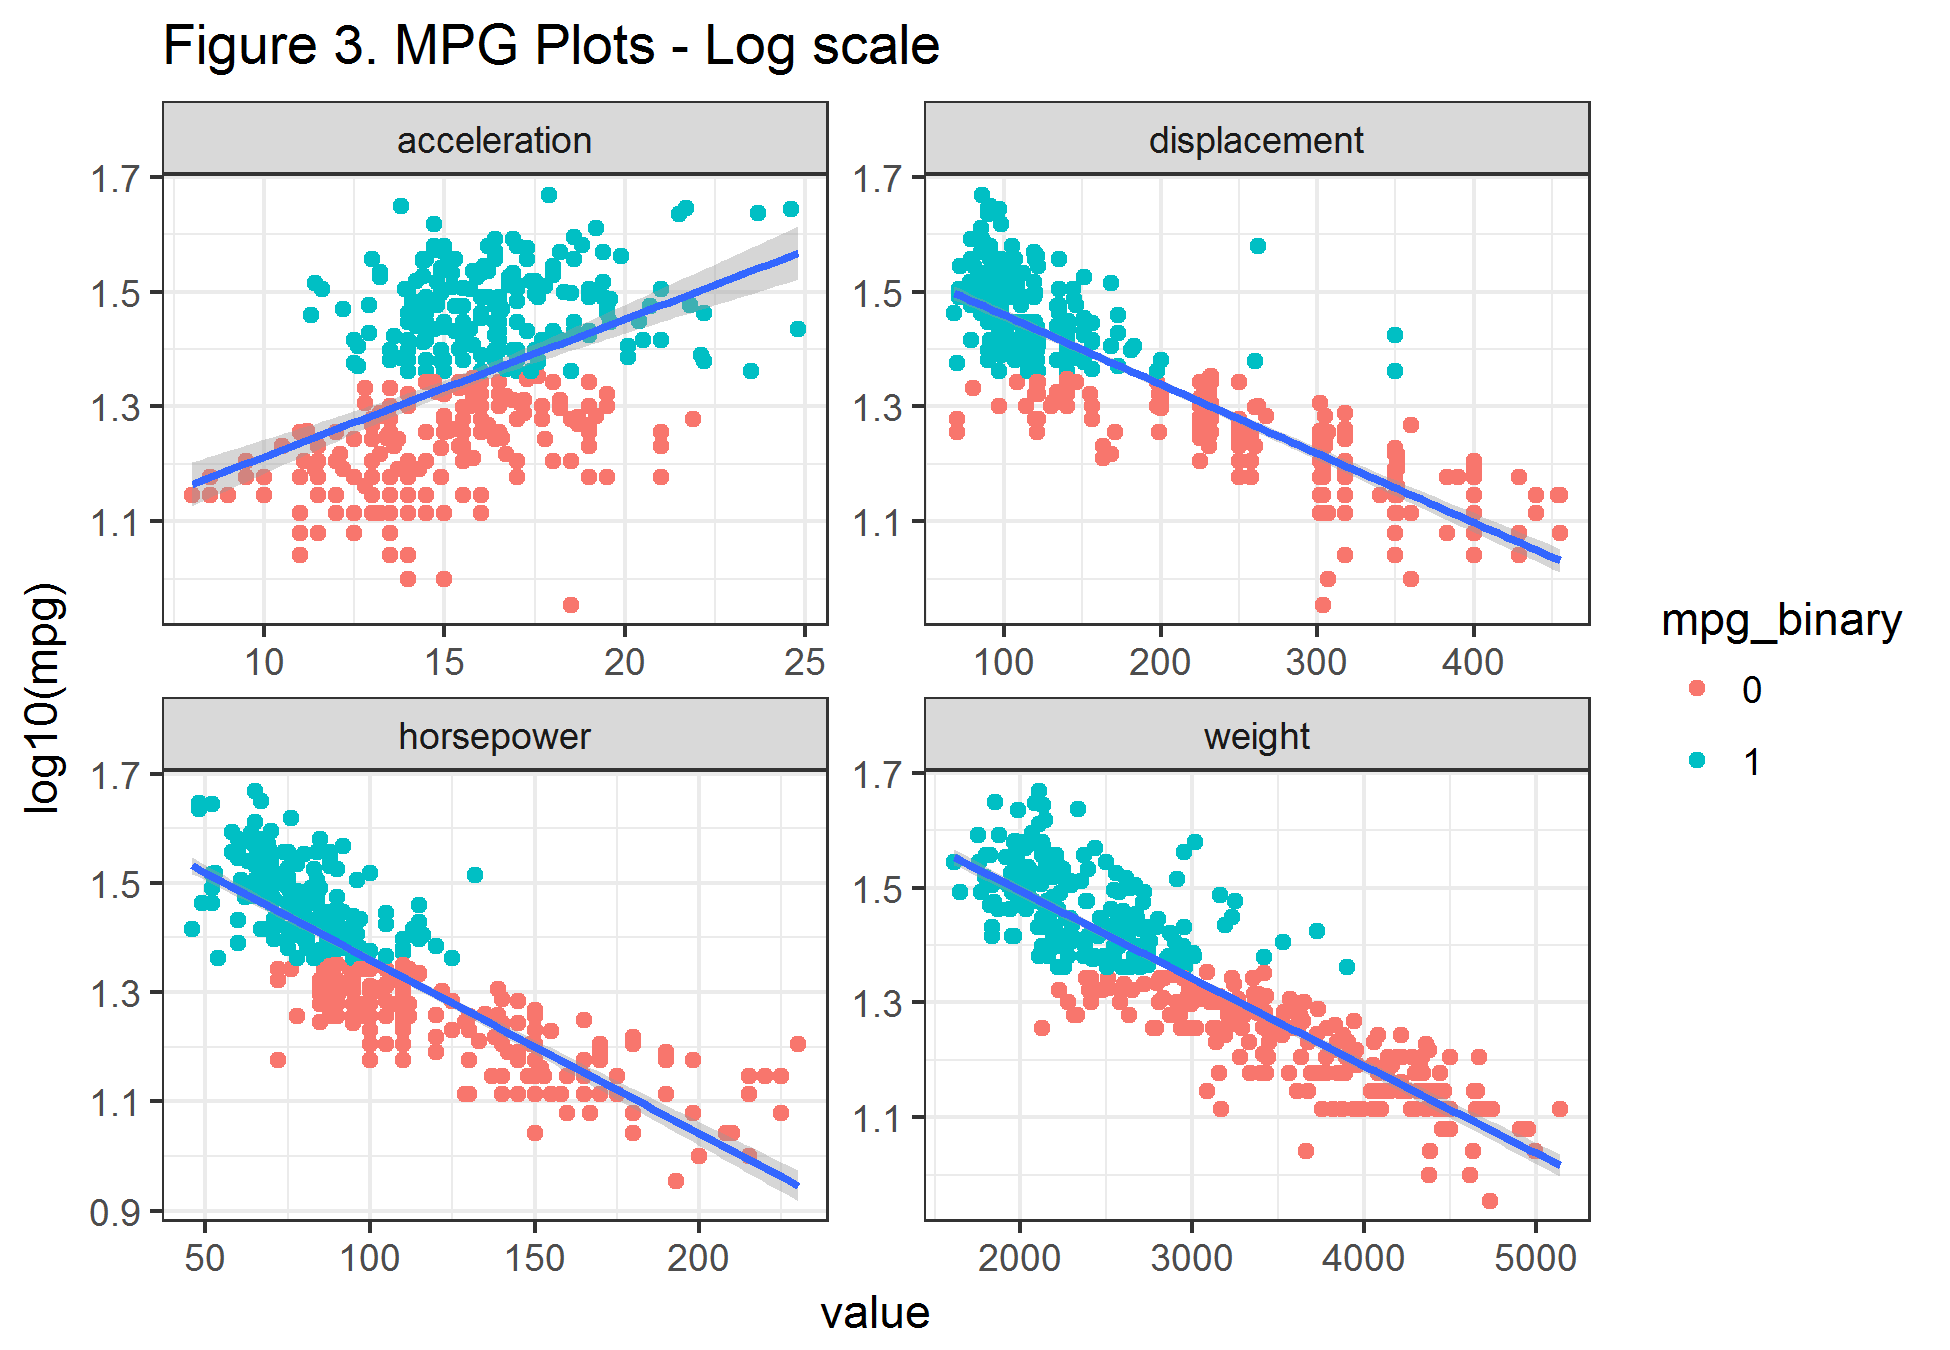 Figure 3. MPG Plots - Log scale
acceleration
displacement
1.7
1.5
1.3
1.1
1.7
1.5
1.3
1.1
10 15 20 25
100 200 300 400
horsepower
weight
1.7
1.5
1.3
1.1
0.9
1.7
1.5
1.3
1.1
50 100 150 200
2000 3000 4000 5000
value
log10(mpg)
mpg_binary
0
1